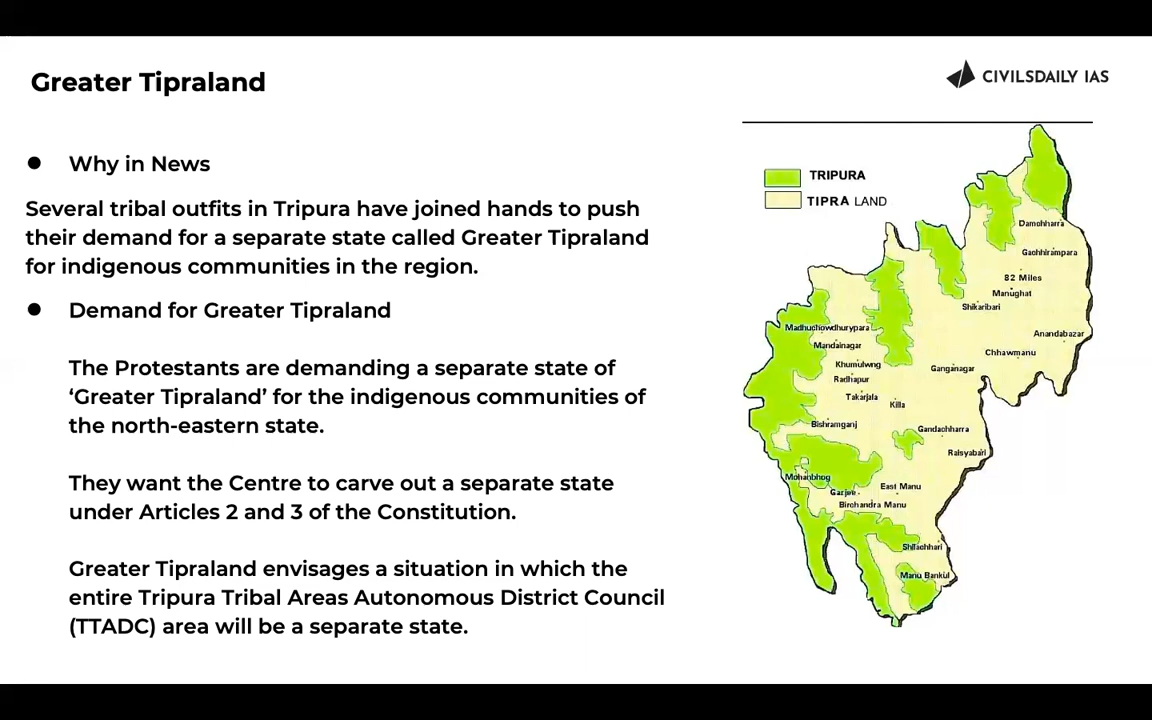 Greater Tipraland
CIVILSDAILY IAS
● Why in News
Several tribal outfits in Tripura have joined hands to push
their demand for a separate state called Greater Tipraland
for indigenous communities in the region.
● Demand for Greater Tipraland
The Protestants are demanding a separate state of
‘Greater Tipraland’ for the indigenous communities of
the north-eastern state.
They want the Centre to carve out a separate state
under Articles 2 and 3 of the Constitution.
Greater Tipraland envisages a situation in which the
entire Tripura Tribal Areas Autonomous District Council
(TTADC) area will be a separate state.
TRIPURA
TIPRA LAND
Damchharra
Gachhirampara
82 Miles
Manughat
Shikaribari
Madhuchowdhurypara
Anandabazar
Mandainagar
Chhawmanu
Khumulwng
Ganganagar
Radhapur
Takarjala
Killa
Bishramganj
Gandachharra
Raisyabari
Mohanbhog
East Manu
Garjee
Birchandra Manu
Shilachhari
Manu Bankul